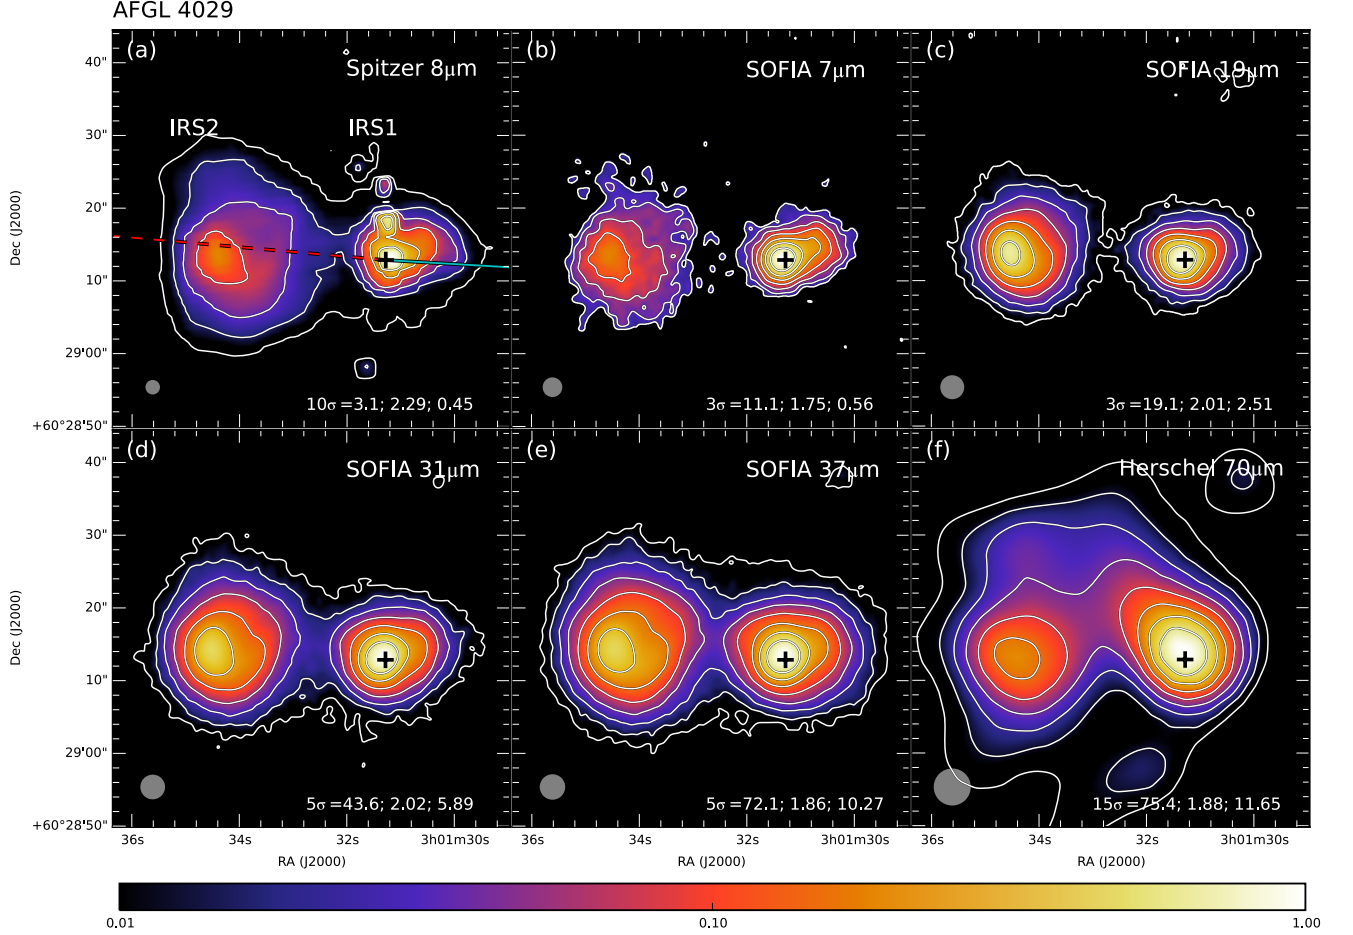 AFGL 4029
(a)
Spitzer 8μm
IRS2
IRS1
10σ=3.1; 2.29; 0.45
(b)
SOFIA 7μm
3σ=11.1; 1.75; 0.56
(c)
SOFIA 19μm
3σ=19.1; 2.01; 2.51
40"
30"
20"
10"
29'00"
+60°28'50"
Dec (J2000)
(d)
SOFIA 31μm
5σ=43.6; 2.02; 5.89
(e)
SOFIA 37μm
5σ=72.1; 1.86; 10.27
(f)
Herschel 70μm
15σ=75.4; 1.88; 11.65
40"
30"
20"
10"
29'00"
+60°28'50"
Dec (J2000)
36s 34s 32s 3h01m30s
36s 34s 32s 3h01m30s
36s 34s 32s 3h01m30s
RA (J2000)
RA (J2000)
RA (J2000)
0.01 0.10 1.00